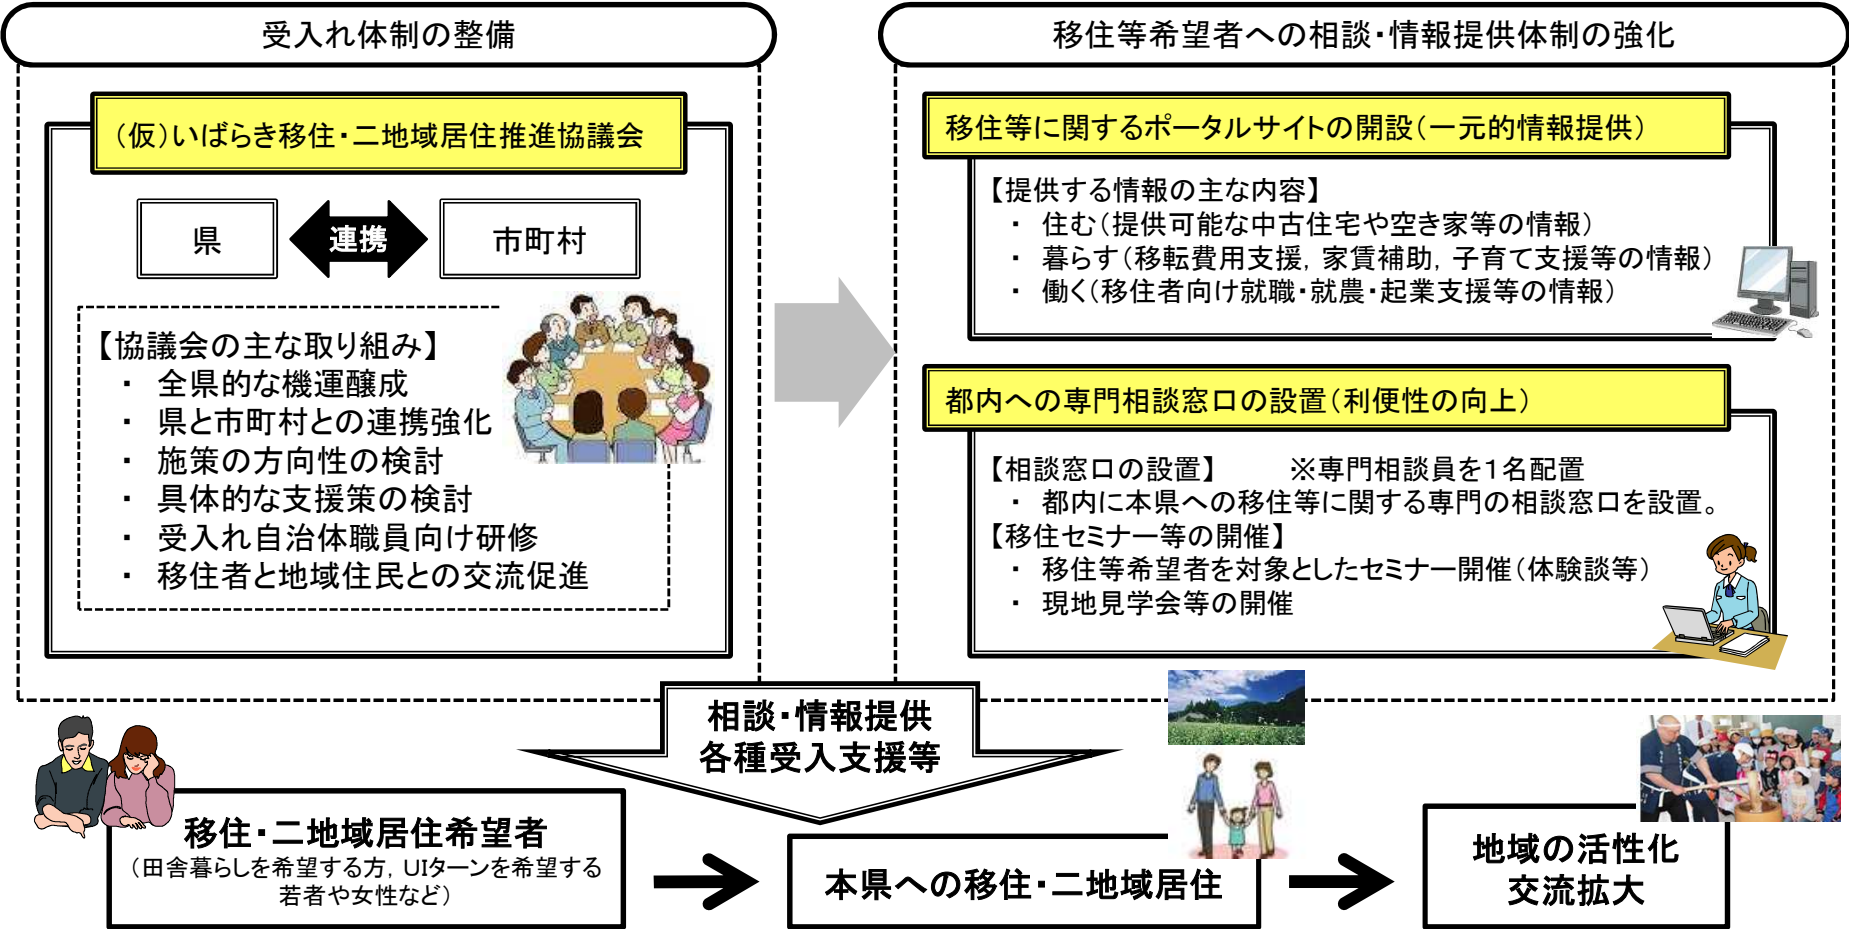 受入れ体制の整備
(仮)いばらき移住・二地域居住推進協議会
県
連携
市町村
【協議会の主な取り組み】
・ 全県的な機運醸成
・ 県と市町村との連携強化
・ 施策の方向性の検討
・ 具体的な支援策の検討
・ 受入れ自治体職員向け研修
・ 移住者と地域住民との交流促進
移住等希望者への相談・情報提供体制の強化
移住等に関するポータルサイトの開設(一元的情報提供)
【提供する情報の主な内容】
・ 住む(提供可能な中古住宅や空き家等の情報)
・ 暮らす(移転費用支援,家賃補助,子育て支援等の情報)
・ 働く(移住者向け就職・就農・起業支援等の情報)
都内への専門相談窓口の設置(利便性の向上)
【相談窓口の設置】 ※専門相談員を1名配置
・ 都内に本県への移住等に関する専門の相談窓口を設置。
【移住セミナー等の開催】
・ 移住等希望者を対象としたセミナー開催(体験談等)
・ 現地見学会等の開催
相談・情報提供
各種受入支援等
移住・二地域居住希望者
(田舎暮らしを希望する方,UIターンを希望する
若者や女性など)
本県への移住・二地域居住
地域の活性化
交流拡大